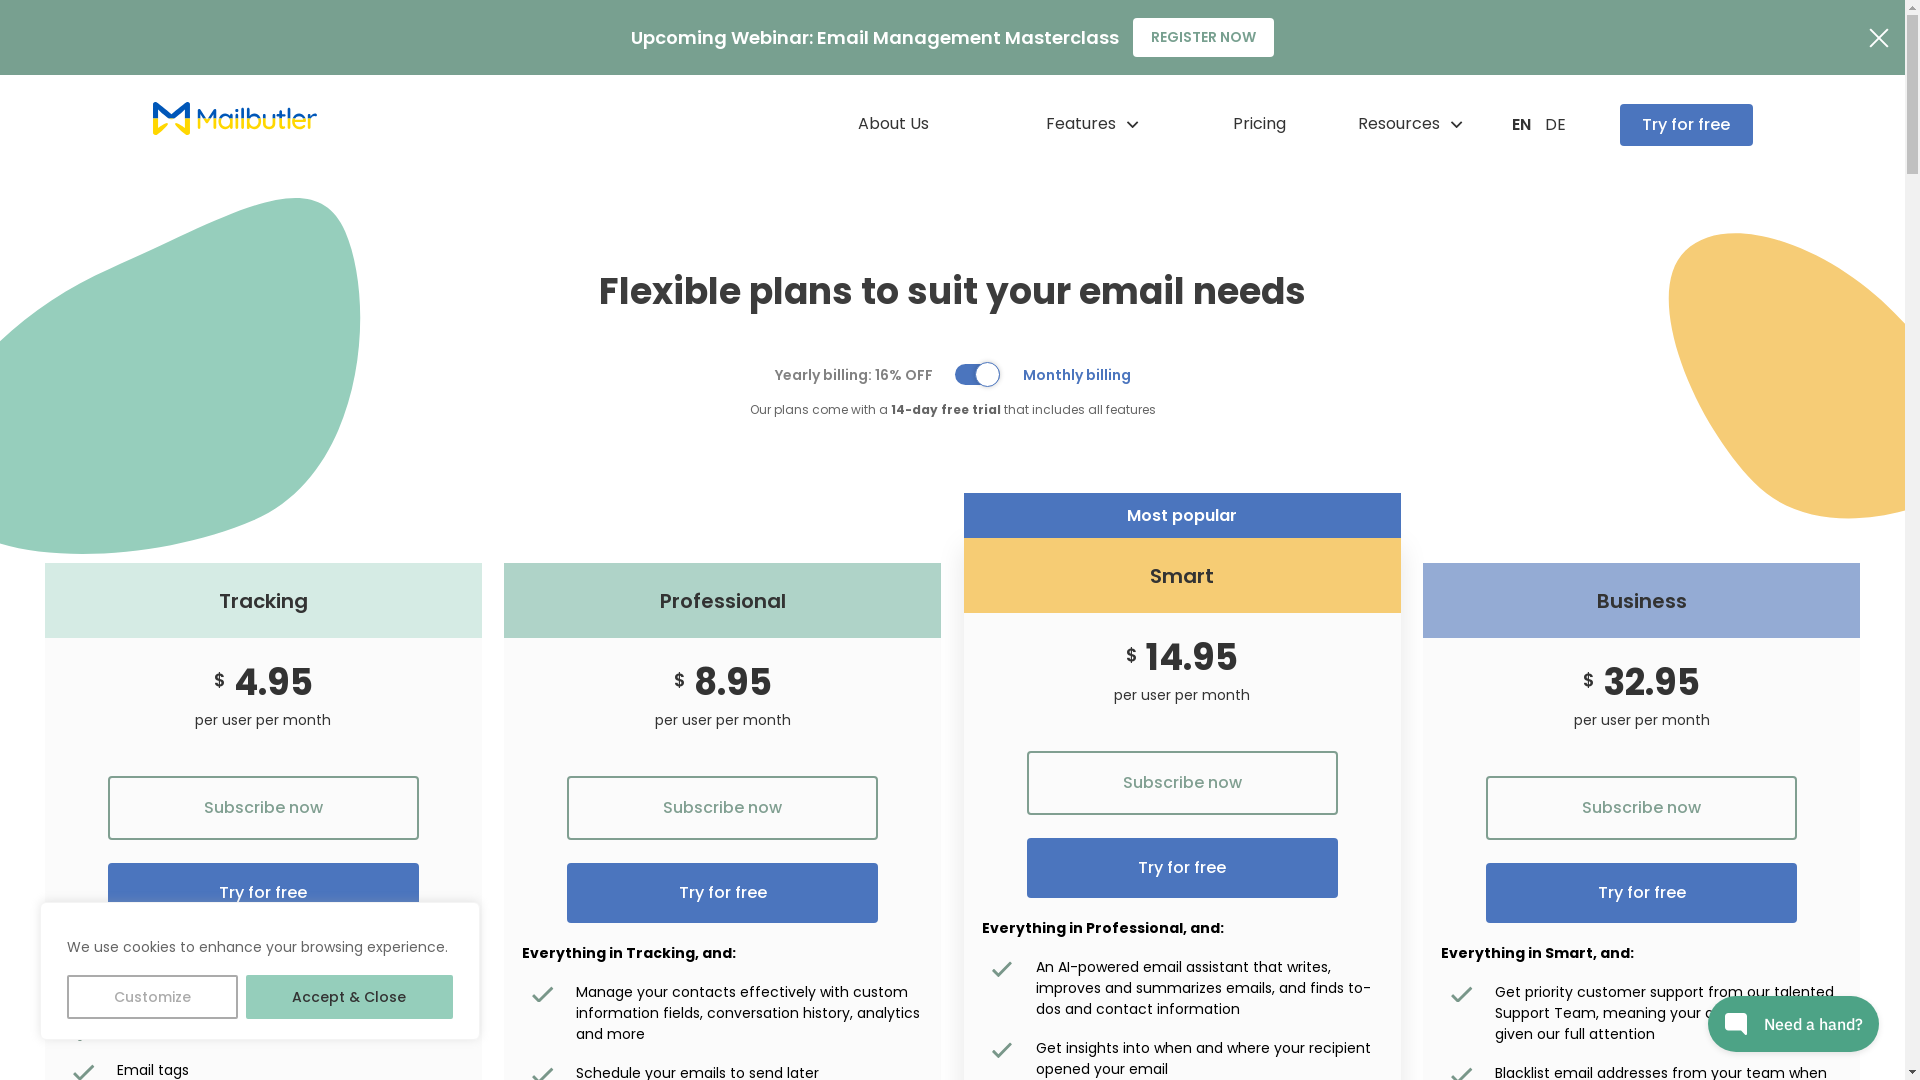 Upcoming Webinar: Email Management Masterclass
REGISTER NOW
Mailbutler
About Us
Features
Pricing
Resources
EN
DE
Try for free
Flexible plans to suit your email needs
Yearly billing: 16% OFF
Monthly billing
Our plans come with a 14-day free trial that includes all features
Tracking
$ 4.95
per user per month
Subscribe now
Try for free
Professional
$ 8.95
per user per month
Subscribe now
Try for free
Everything in Tracking, and:
Manage your contacts effectively with custom
information fields, conversation history, analytics
and more
Schedule your emails to send later
Most popular
Smart
$ 14.95
per user per month
Subscribe now
Try for free
Everything in Professional, and:
An AI-powered email assistant that writes,
improves and summarizes emails, and finds to-
dos and contact information
Get insights into when and where your recipient
opened your email
Business
$ 32.95
per user per month
Subscribe now
Try for free
Everything in Smart, and:
Get priority customer support from our talented
Support Team, meaning your
given our full attention
Blacklist email addresses from your team when
We use cookies to enhance your browsing experience.
Customize
Accept & Close
Email tags
Need a hand?